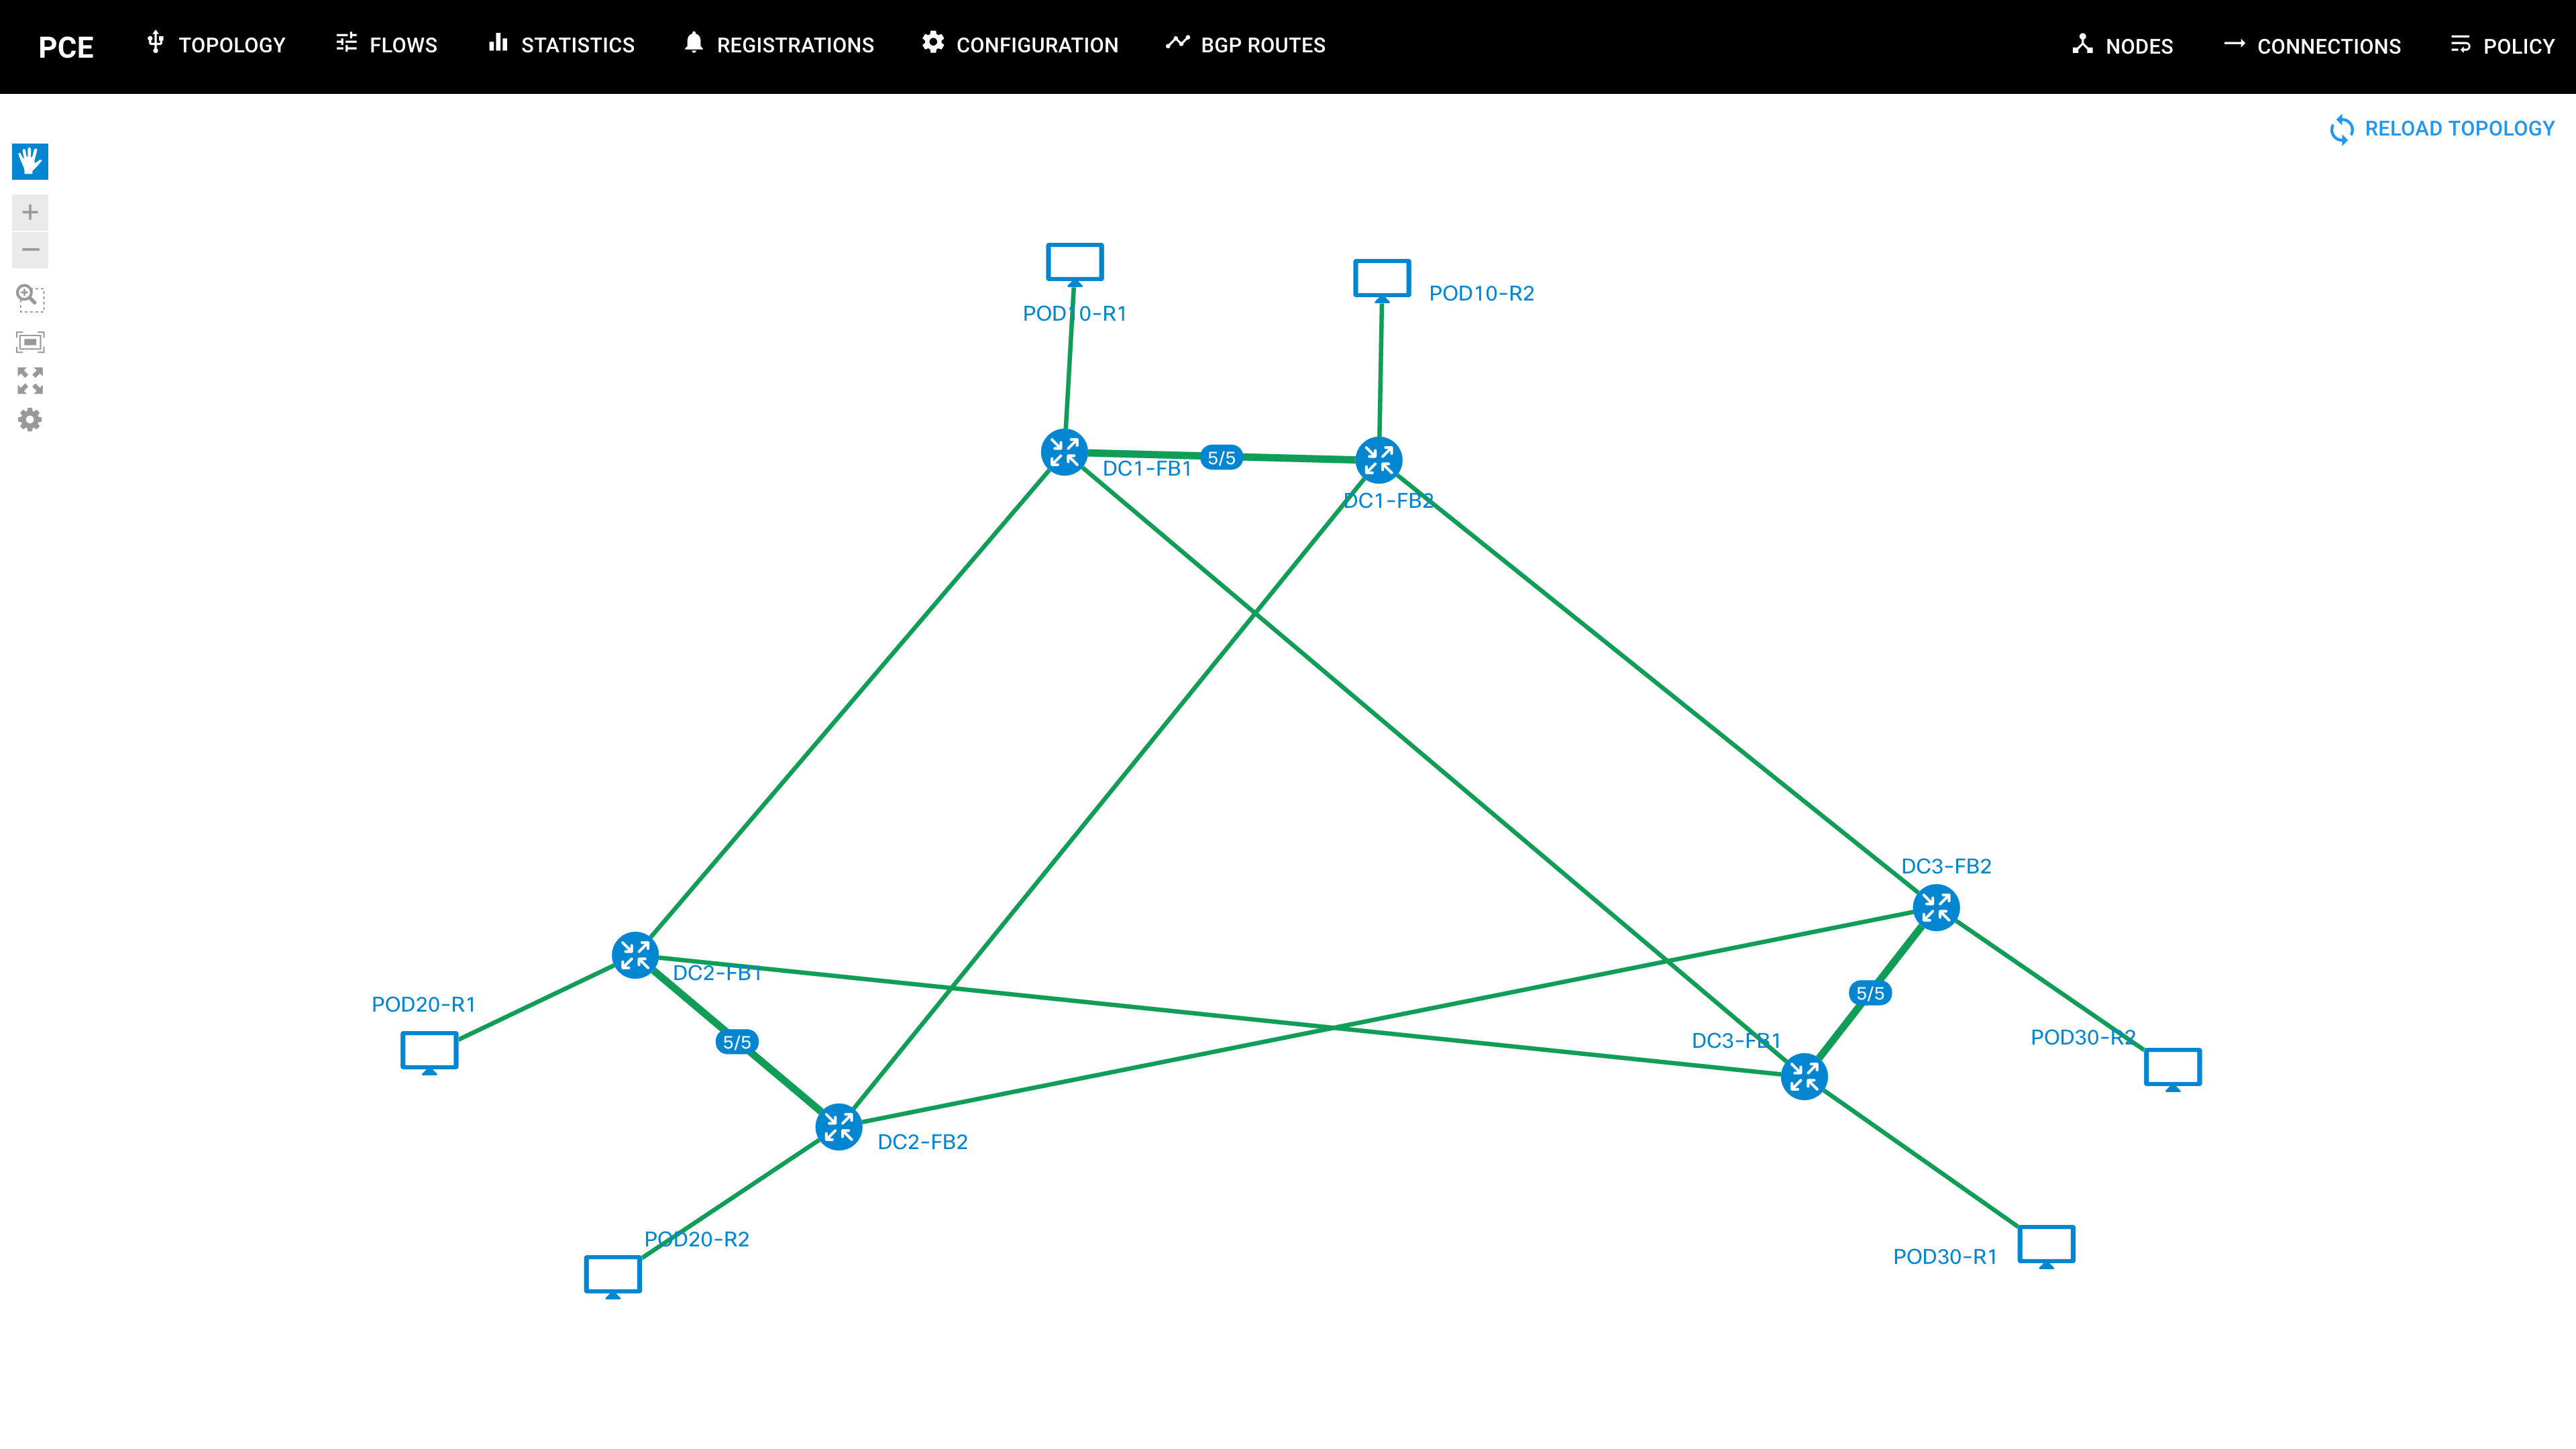 PCE TOPOLOGY FLOWS STATISTICS REGISTRATIONS CONFIGURATION BGP ROUTES NODES CONNECTIONS POLICY
RELOAD TOPOLOGY
POD10-R1
POD10-R2
DC1-FB1
5/5
DC1-FB2
DC3-FB2
DC2-FB1
5/5
POD20-R1
5/5
DC3-FB1
POD30-R2
DC2-FB2
POD20-R2
POD30-R1